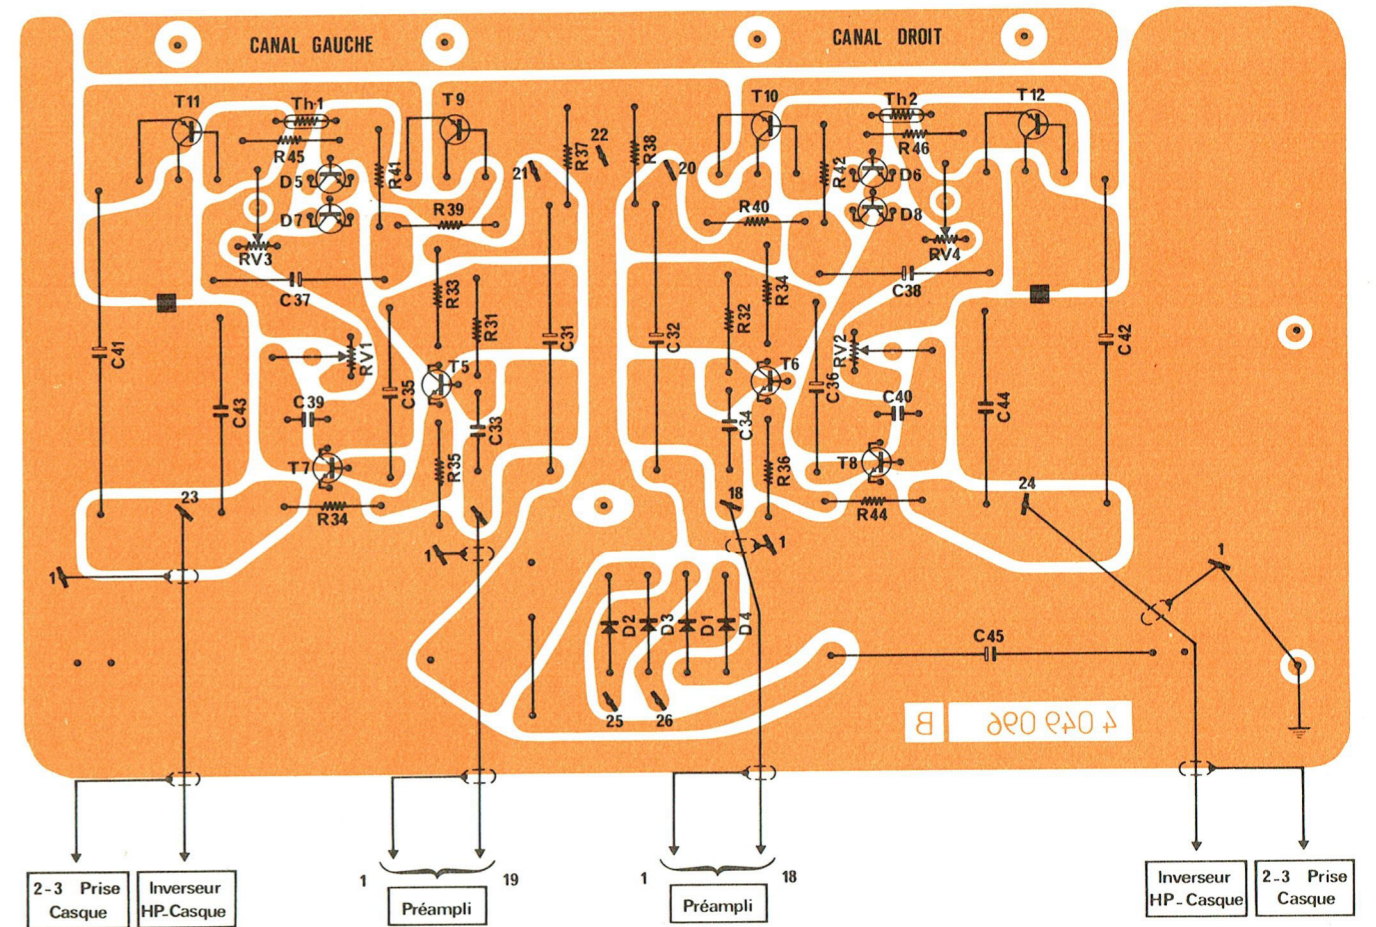 CANAL GAUCHE
CANAL DROIT
T11
Th1
T9
T10
Th2
T12
R45
R41
R37
22
R38
R42
R46
21
20
D5
D6
D7
D8
R39
R40
RV3
RV4
C37
C38
R33
R31
R32
R34
C41
C31
C32
C42
RV1
RV2
T5
T6
C35
C36
C43
C39
C33
C34
C40
C44
T7
R35
R36
T8
23
18
24
R34
R44
1
1
1
1
D2
D3
D1
D4
C45
25
26
4 049 096
B
2-3 Prise
Casque
Inverseur
HP-Casque
1
19
Préampli
1
18
Préampli
Inverseur
HP-Casque
2-3 Prise
Casque